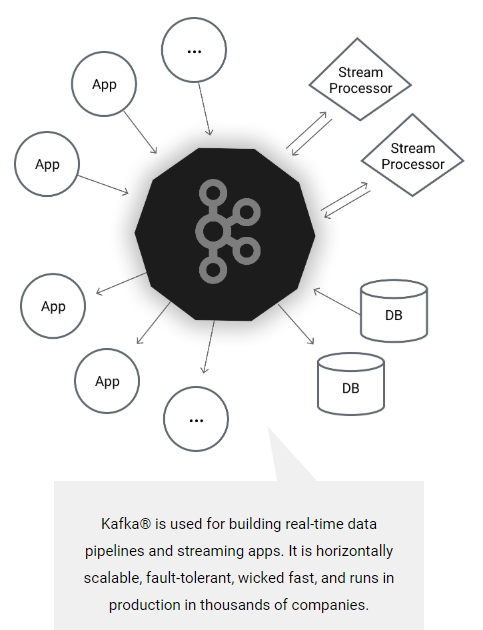 ...
App
Stream
Processor
App
Stream
Processor
App
DB
App
DB
...
Kafka® is used for building real-time data
pipelines and streaming apps. It is horizontally
scalable, fault-tolerant, wicked fast, and runs in
production in thousands of companies.